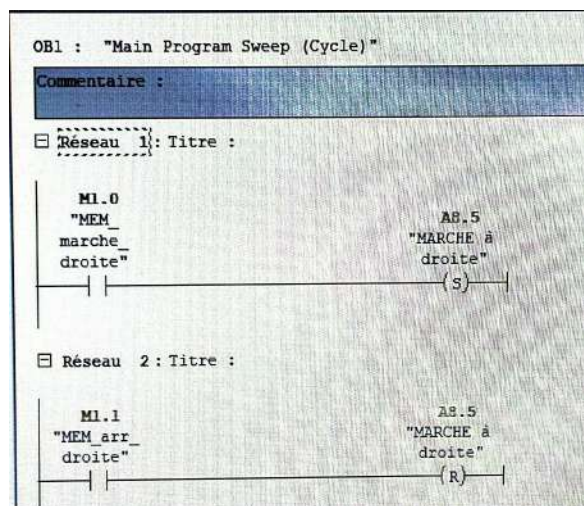 OB1 : "Main Program Sweep (Cycle)"
Commentaire :
Réseau 1: Titre :
M1.0
"MEM_
marche_
droite"
A8.5
"MARCHE à
droite"
(S)
Réseau 2: Titre :
M1.1
"MEM_arr_
droite"
A8.5
"MARCHE à
droite"
(R)